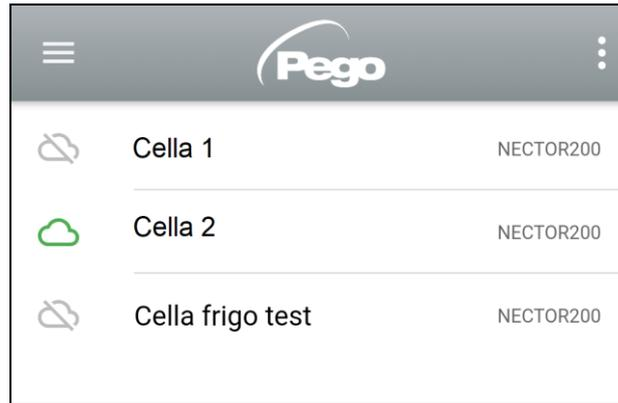 Pego
Cella 1 NECTOR200
Cella 2 NECTOR200
Cella frigo test NECTOR200